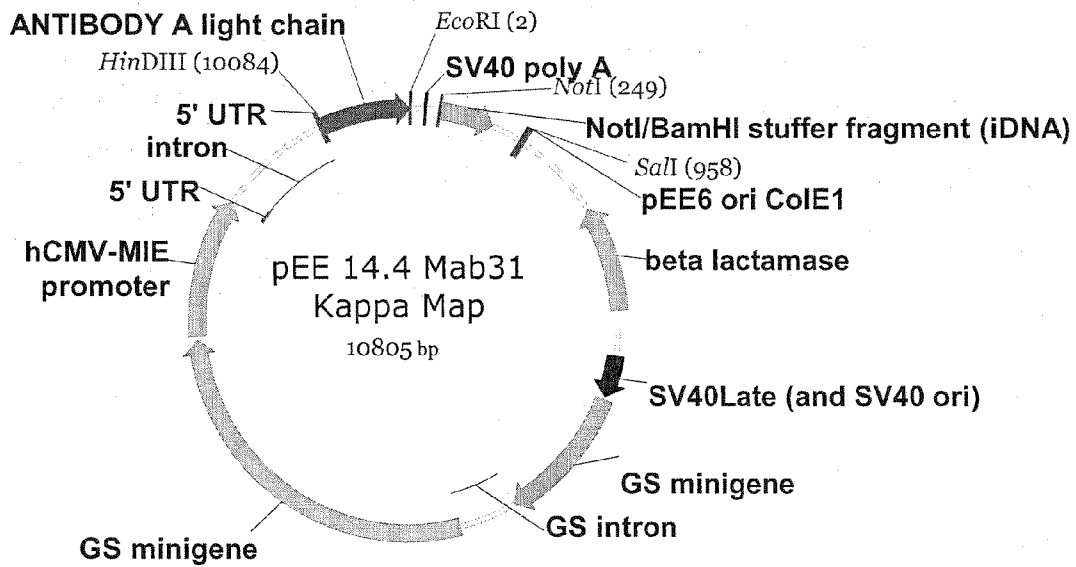 ANTIBODY A light chain
EcoRI (2)
HinDIII (10084)
SV40 poly A
NotI (249)
5' UTR
NotI/BamHI stuffer fragment (iDNA)
intron
SalI (958)
5' UTR
pEE6 ori ColE1
hCMV-MIE
promoter
beta lactamase
pEE 14.4 Mab31
Kappa Map
10805 bp
SV40Late (and SV40 ori)
GS minigene
GS intron
GS minigene